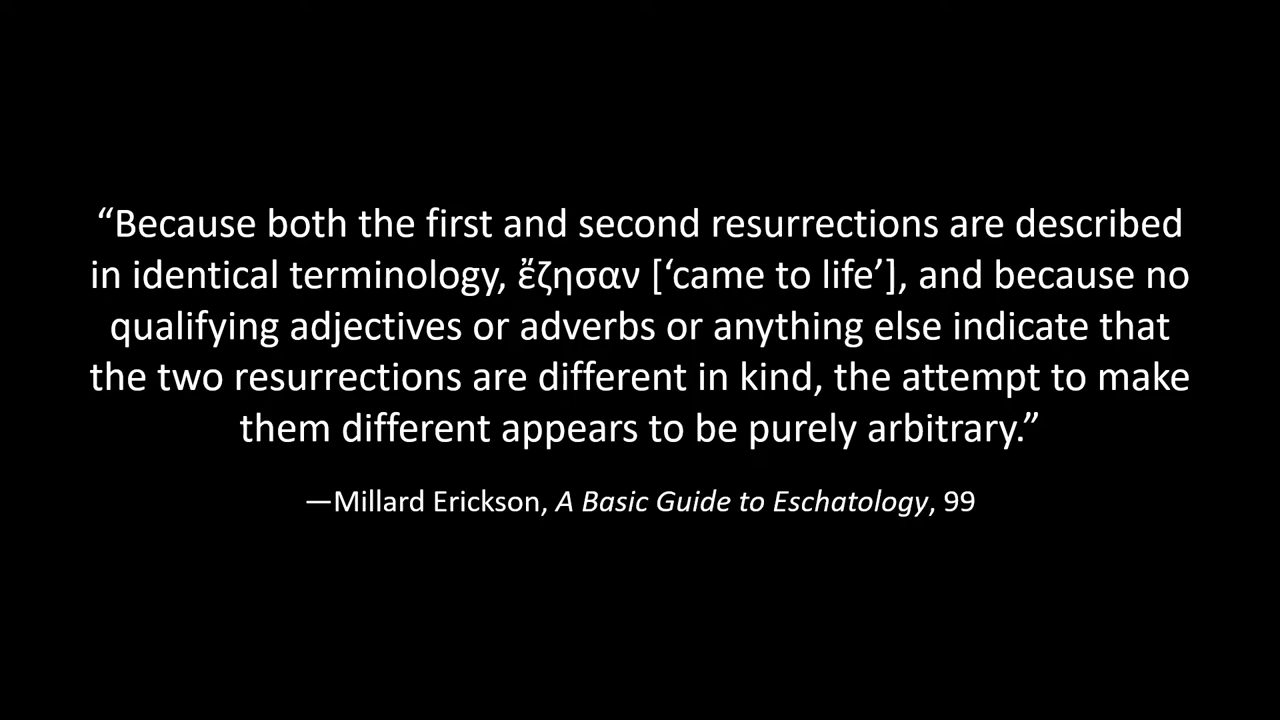 “Because both the first and second resurrections are described
in identical terminology, ἔζησαν [‘came to life’], and because no
qualifying adjectives or adverbs or anything else indicate that
the two resurrections are different in kind, the attempt to make
them different appears to be purely arbitrary.”
—Millard Erickson, A Basic Guide to Eschatology, 99